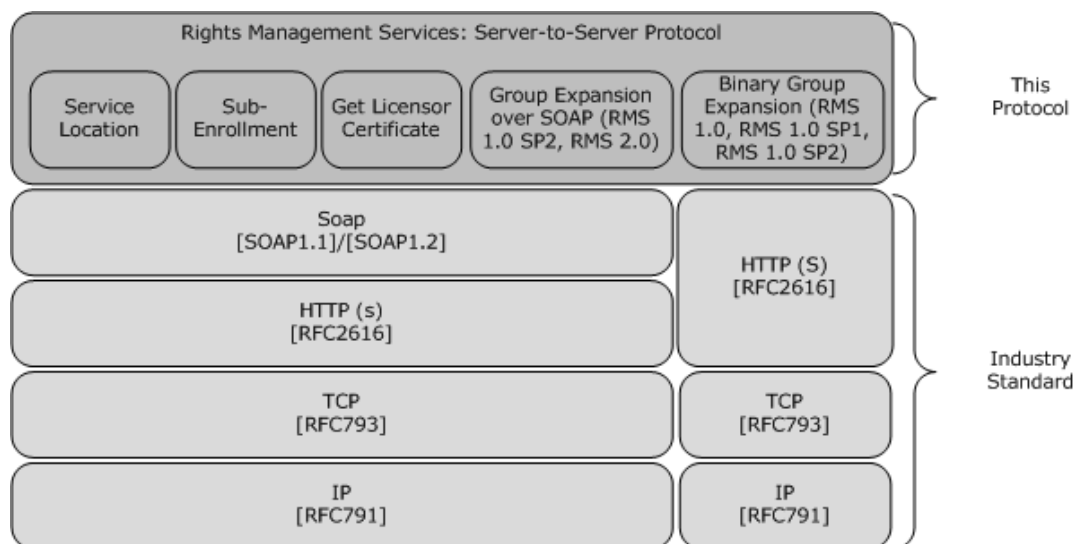 Rights Management Services: Server-to-Server Protocol
Service
Location
Sub-
Enrollment
Get Licensor
Certificate
Group Expansion
over SOAP (RMS
1.0 SP2, RMS 2.0)
Binary Group
Expansion (RMS
1.0, RMS 1.0 SP1,
RMS 1.0 SP2)
This
Protocol
Soap
[SOAP1.1]/[SOAP1.2]
HTTP (s)
[RFC2616]
HTTP (S)
[RFC2616]
TCP
[RFC793]
TCP
[RFC793]
IP
[RFC791]
IP
[RFC791]
Industry
Standard